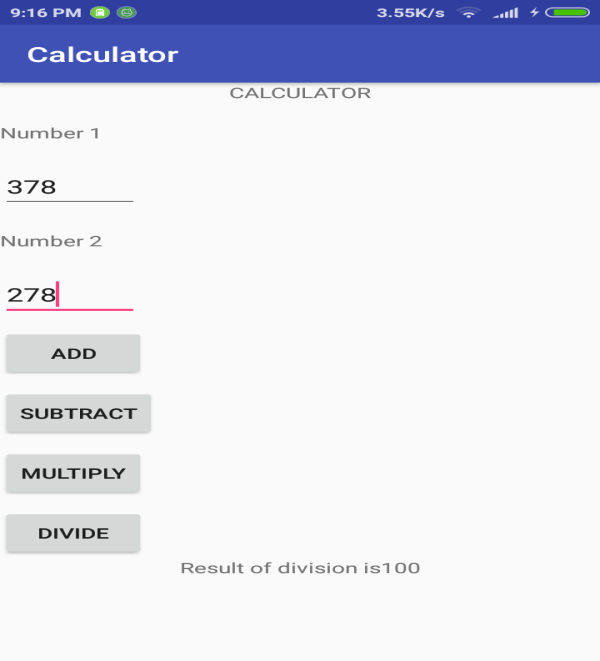 9:16 PM 3.55K/s
Calculator
CALCULATOR
Number 1
378
Number 2
278
ADD
SUBTRACT
MULTIPLY
DIVIDE
Result of division is100